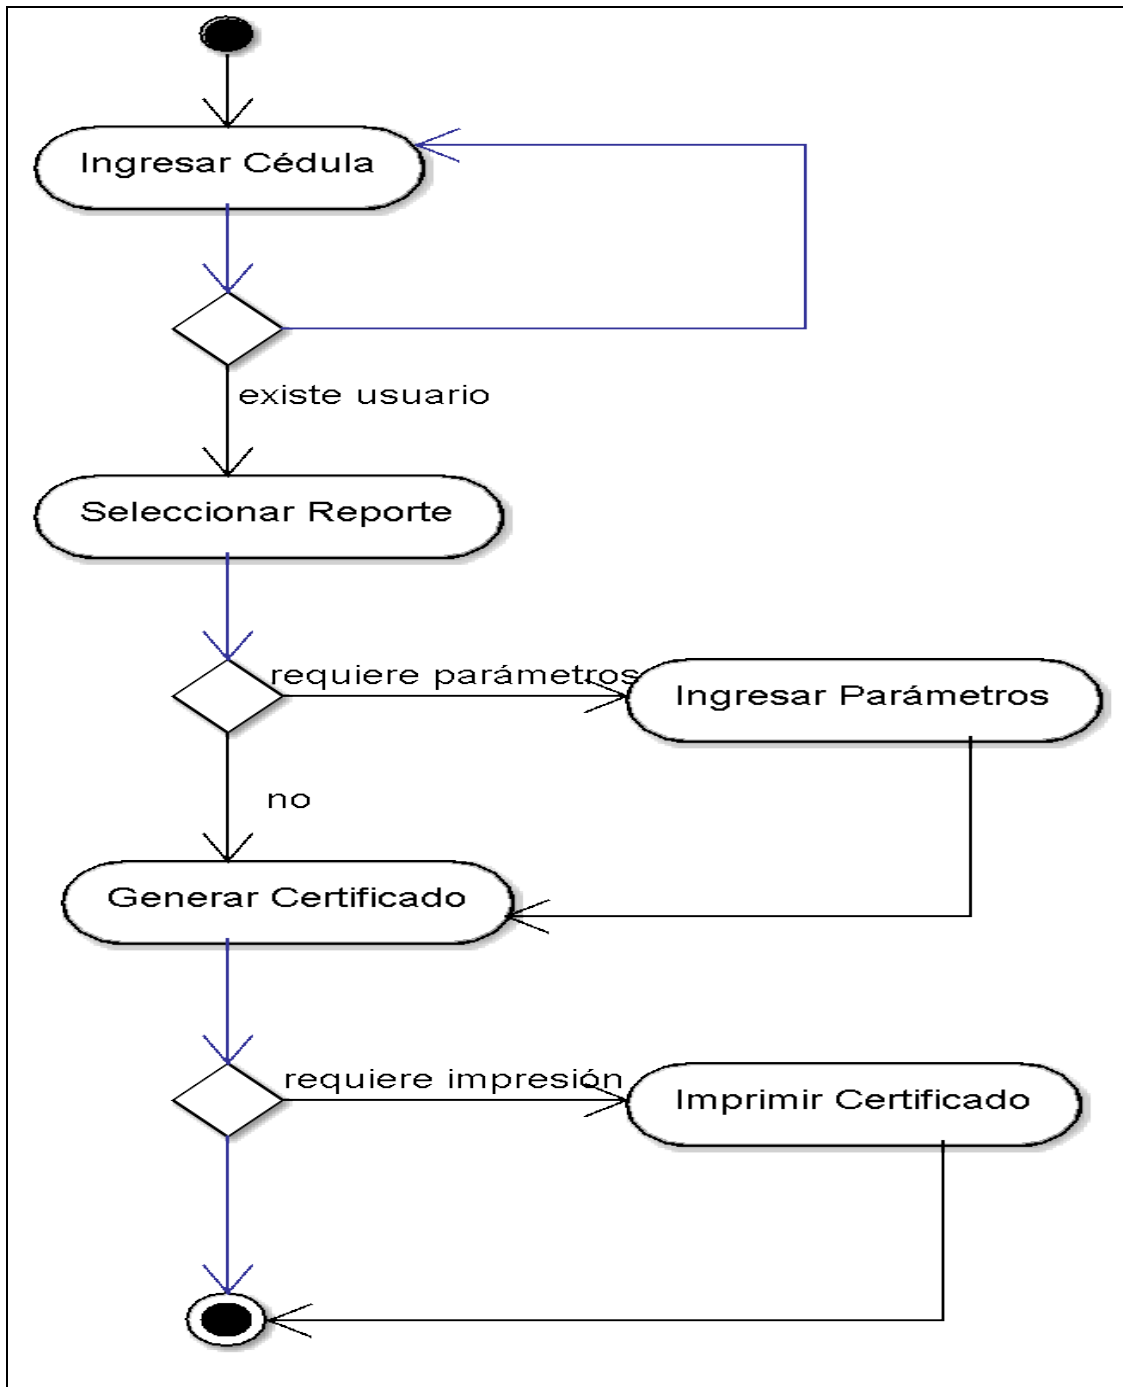 Ingresar Cédula
existe usuario
Seleccionar Reporte
requiere parámetros
Ingresar Parámetros
no
Generar Certificado
requiere impresión
Imprimir Certificado